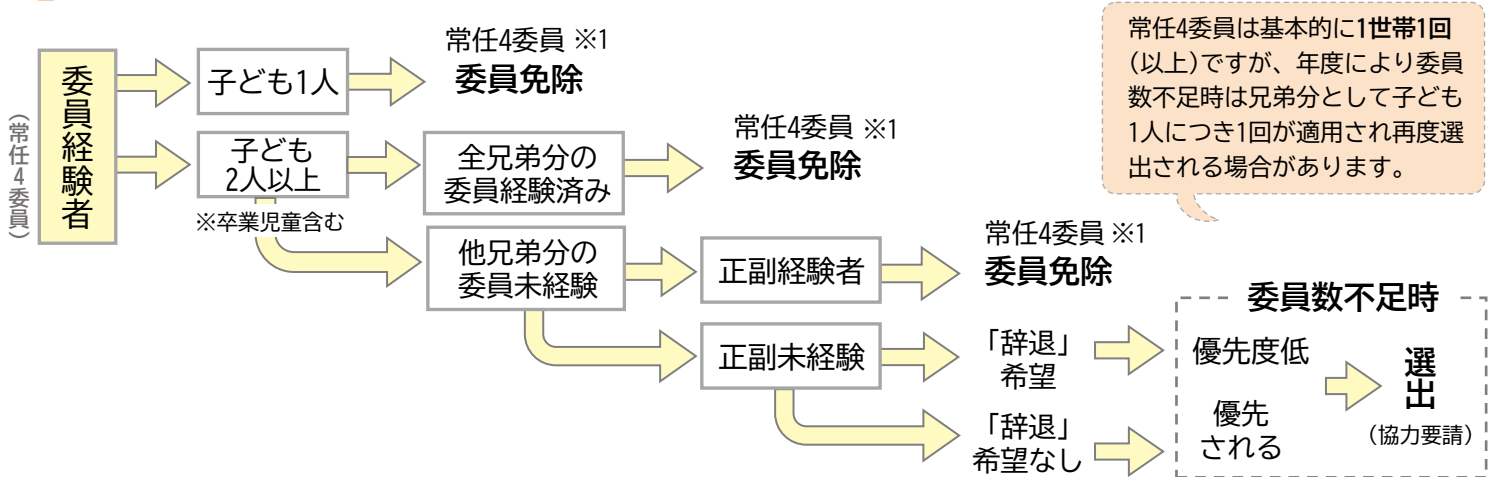 委員経験者
（常任4委員）
子ども1人
常任4委員 ※1
委員免除
子ども
2人以上
※卒業児童含む
全兄弟分の
委員経験済み
常任4委員 ※1
委員免除
他兄弟分の
委員未経験
正副経験者
常任4委員 ※1
委員免除
正副未経験
「辞退」
希望
「辞退」
希望なし
委員数不足時
優先度低
優先
される
選出
（協力要請）
常任4委員は基本的に1世帯1回
（以上）ですが、年度により委員
数不足時は兄弟分として子ども
1人につき1回が適用され再度選
出される場合があります。